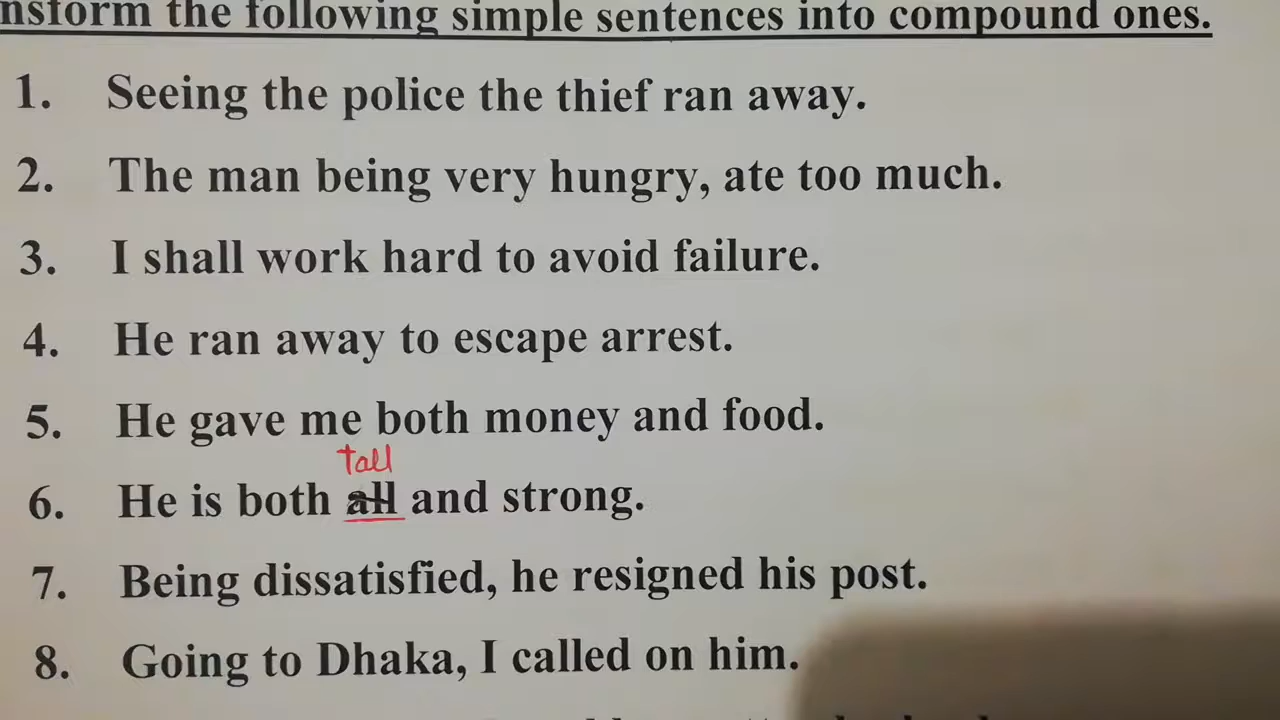 nsform the following simple sentences into compound ones.
1. Seeing the police the thief ran away.
2. The man being very hungry, ate too much.
3. I shall work hard to avoid failure.
4. He ran away to escape arrest.
5. He gave me both money and food.
tall
6. He is both all and strong.
7. Being dissatisfied, he resigned his post.
8. Going to Dhaka, I called on him.